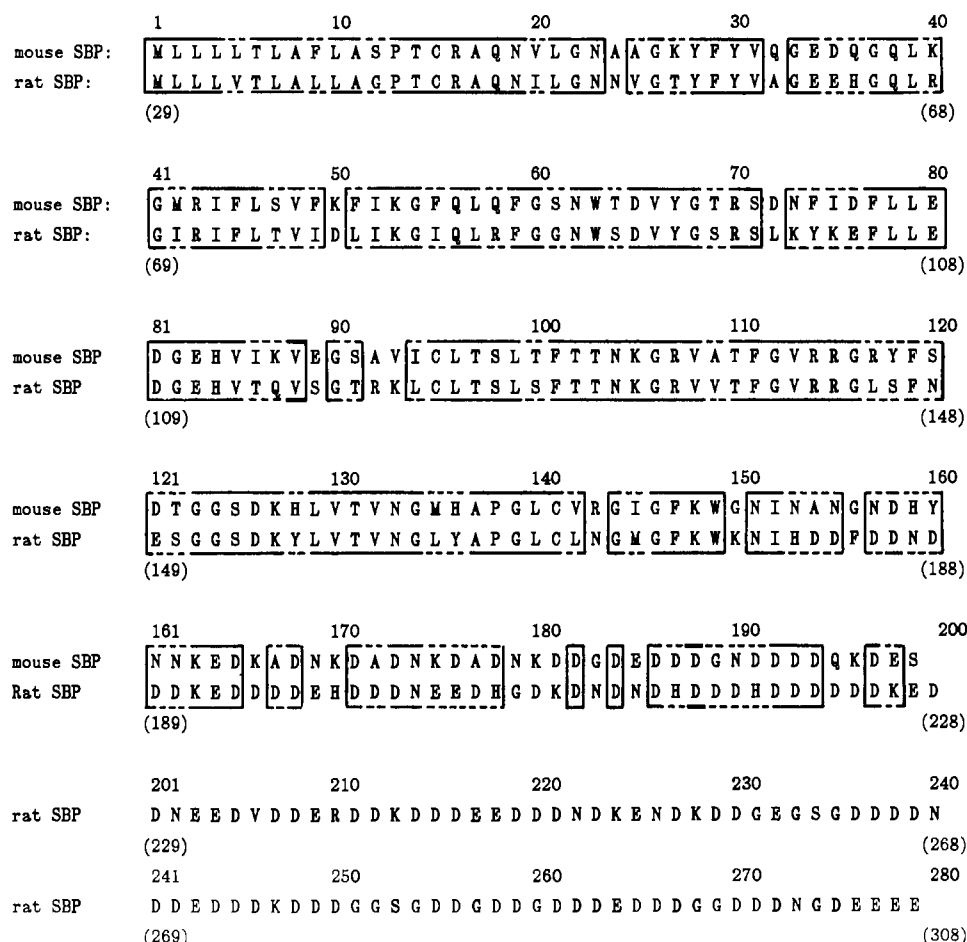 1 10 20 30 40
mouse SBP: M L L L L T L A F L A S P T C R A Q N V L G N A A G K Y F Y V Q G E D Q G Q L K
rat SBP: M L L L V T L A L L A G P T C R A Q N I L G N N V G T Y F Y V A G E E H G Q L R
(29) (68)
41 50 60 70 80
mouse SBP: G M R I F L S V F K F I K G F Q L Q F G S N W T D V Y G T R S D N F I D F L L E
rat SBP: G I R I F L T V I D L I K G I Q L R F G G N W S D V Y G S R S L K Y K E F L L E
(69) (108)
81 90 100 110 120
mouse SBP D G E H V I K V E G S A V I C L T S L T F T T N K G R V A T F G V R R G R Y F S
rat SBP D G E H V T Q V S G T R K L C L T S L S F T T N K G R V V T F G V R R G L S F N
(109) (148)
121 130 140 150 160
mouse SBP D T G G S D K H L V T V N G M H A P G L C V R G I G F K W G N I N A N G N D H Y
rat SBP E S G G S D K Y L V T V N G L Y A P G L C L N G M G F K W K N I H D D F D D N D
(149) (188)
161 170 180 190 200
mouse SBP N N K E D K A D N K D A D N K D A D N K D D G D E D D D G N D D D D Q K D E S
Rat SBP D D K E D D D D E H D D D N E E D H G D K D N D N D H D D D H D D D D D D K E D
(189) (228)
201 210 220 230 240
rat SBP D N E E D V D D E R D D K D D D E E D D D N D K E N D K D D G E G S G D D D D N
(229) (268)
241 250 260 270 280
rat SBP D D E D D D K D D D G G S G D D G D D G D D D E D D D G G D D D N G D E E E E
(269) (308)